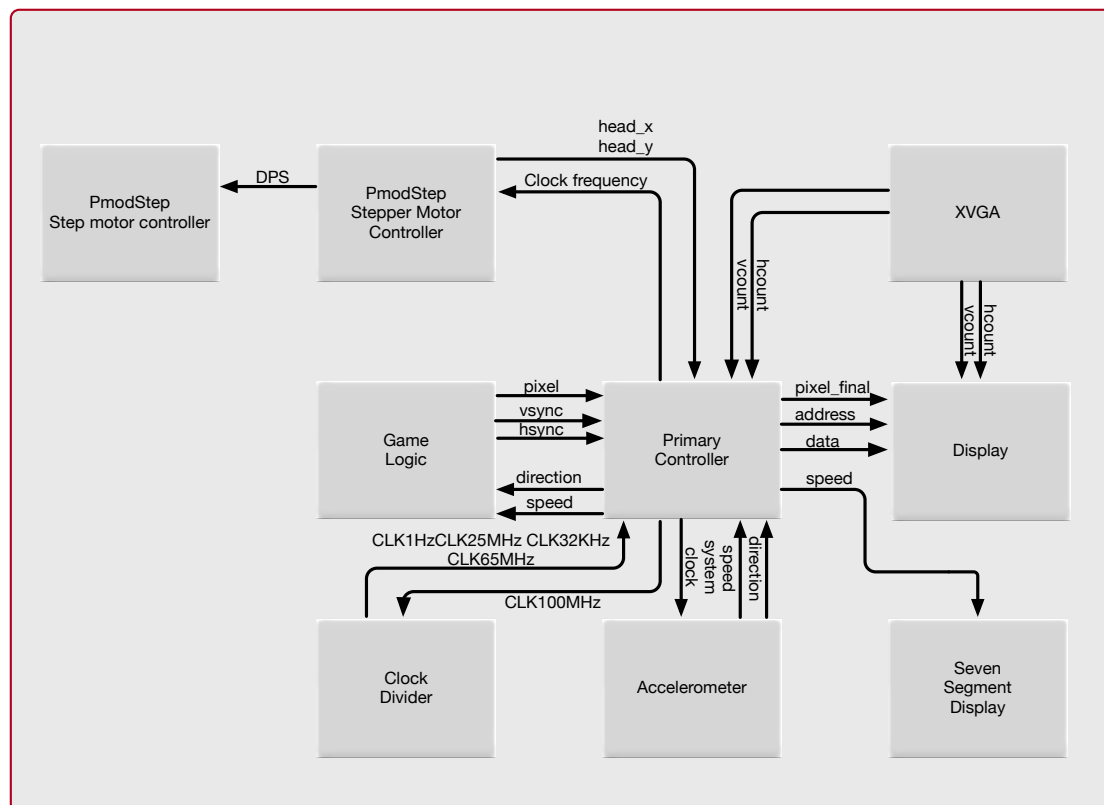 head_x
head_y
DPS
Clock frequency
PmodStep
Step motor controller
PmodStep
Stepper Motor
Controller
XVGA
hcount
vcount
hcount
vcount
pixel
vsync
hsync
direction
speed
Game
Logic
Primary
Controller
pixel_final
address
data
speed
Display
CLK1HzCLK25MHz CLK32KHz
CLK65MHz
CLK100MHz
system
clock
speed
direction
Clock
Divider
Accelerometer
Seven
Segment
Display